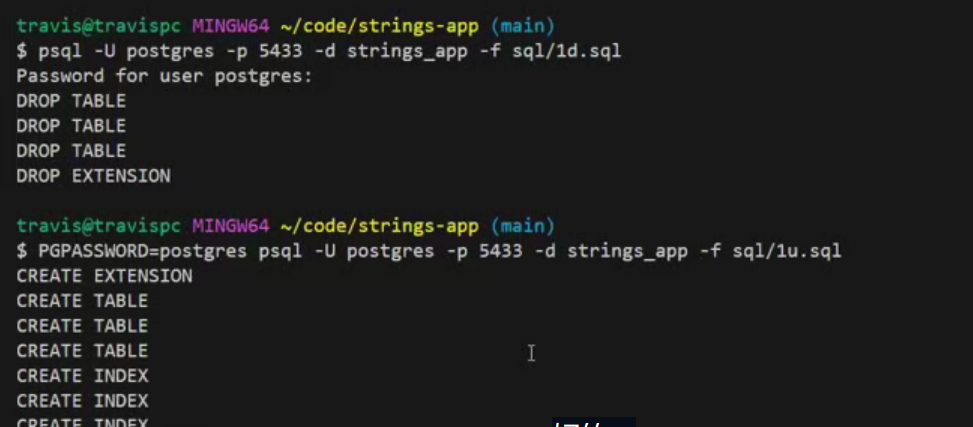 travis@travispc MINGW64 ~/code/strings-app (main)
$ psql -U postgres -p 5433 -d strings_app -f sql/1d.sql
Password for user postgres:
DROP TABLE
DROP TABLE
DROP TABLE
DROP EXTENSION
travis@travispc MINGW64 ~/code/strings-app (main)
$ PGPASSWORD=postgres psql -U postgres -p 5433 -d strings_app -f sql/1u.sql
CREATE EXTENSION
CREATE TABLE
CREATE TABLE
CREATE TABLE
CREATE INDEX
CREATE INDEX
CREATE INDEX